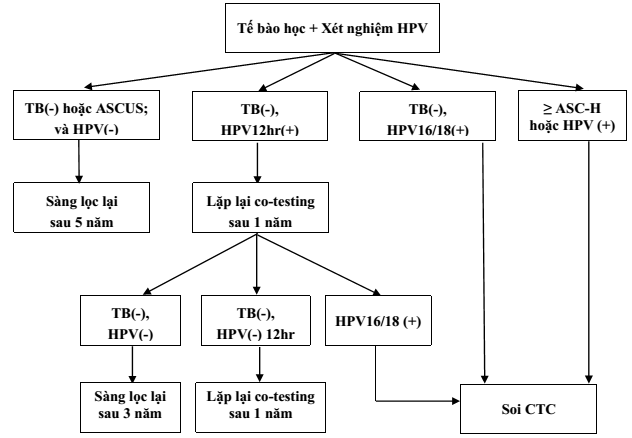 Tế bào học + Xét nghiệm HPV
TB(-) hoặc ASCUS;
và HPV(-)
TB(-),
HPV12hr(+)
TB(-),
HPV16/18(+)
≥ ASC-H
hoặc HPV (+)
Sàng lọc lại
sau 5 năm
Lặp lại co-testing
sau 1 năm
TB(-),
HPV(-)
TB(-),
HPV(-) 12hr
HPV16/18 (+)
Sàng lọc lại
sau 3 năm
Lặp lại co-testing
sau 1 năm
Soi CTC